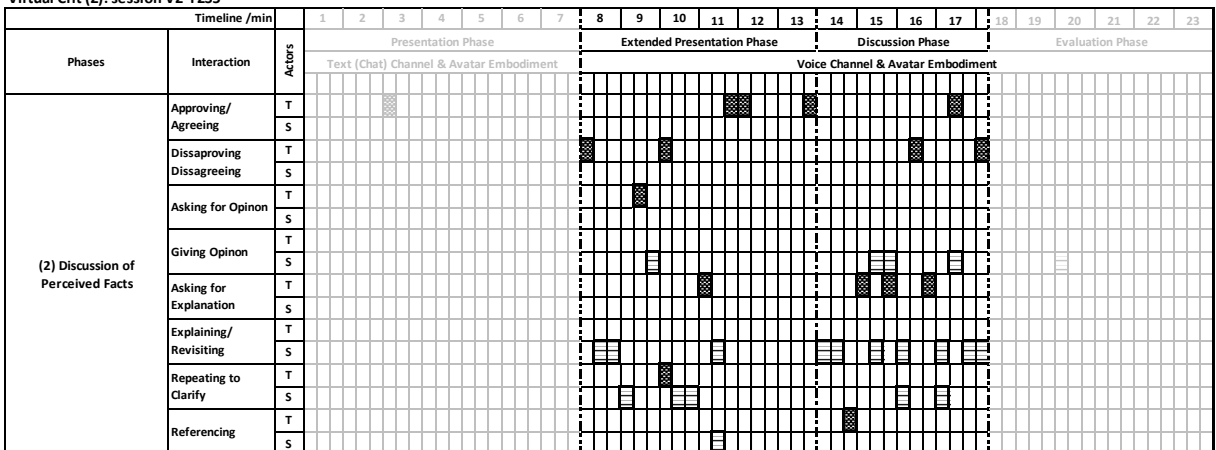 Virtual Crit (2): session V2-T233
Timeline /min 1 2 3 4 5 6 7 8 9 10 11 12 13 14 15 16 17 18 19 20 21 22 23
Phases Interaction Actors Presentation Phase Extended Presentation Phase Discussion Phase Evaluation Phase
Text (Chat) Channel & Avatar Embodiment Voice Channel & Avatar Embodiment
(2) Discussion of
Perceived Facts
Approving/
Agreeing
T
S
Dissaproving
Dissagreeing
T
S
Asking for Opinon
T
S
Giving Opinon
T
S
Asking for
Explanation
T
S
Explaining/
Revisiting
T
S
Repeating to
Clarify
T
S
Referencing
T
S